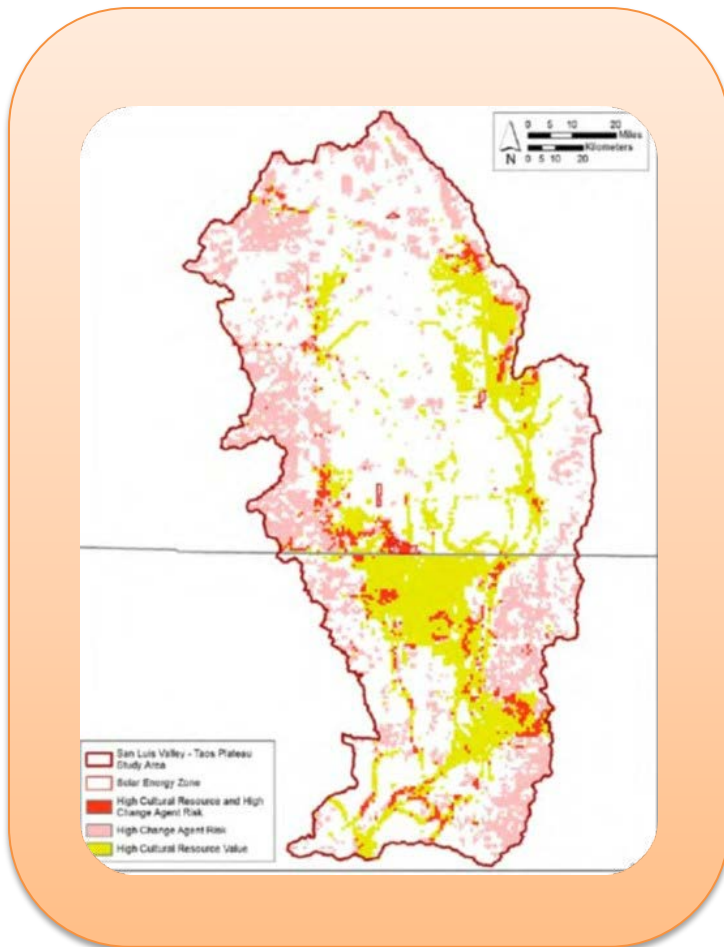 0 5 10 20
Miles
Kilometers
0 5 10 20
N
San Luis Valley - Taos Plateau
Study Area
Solar Energy Zone
High Cultural Resource and High
Change Agent Risk
High Change Agent Risk
High Cultural Resource Value